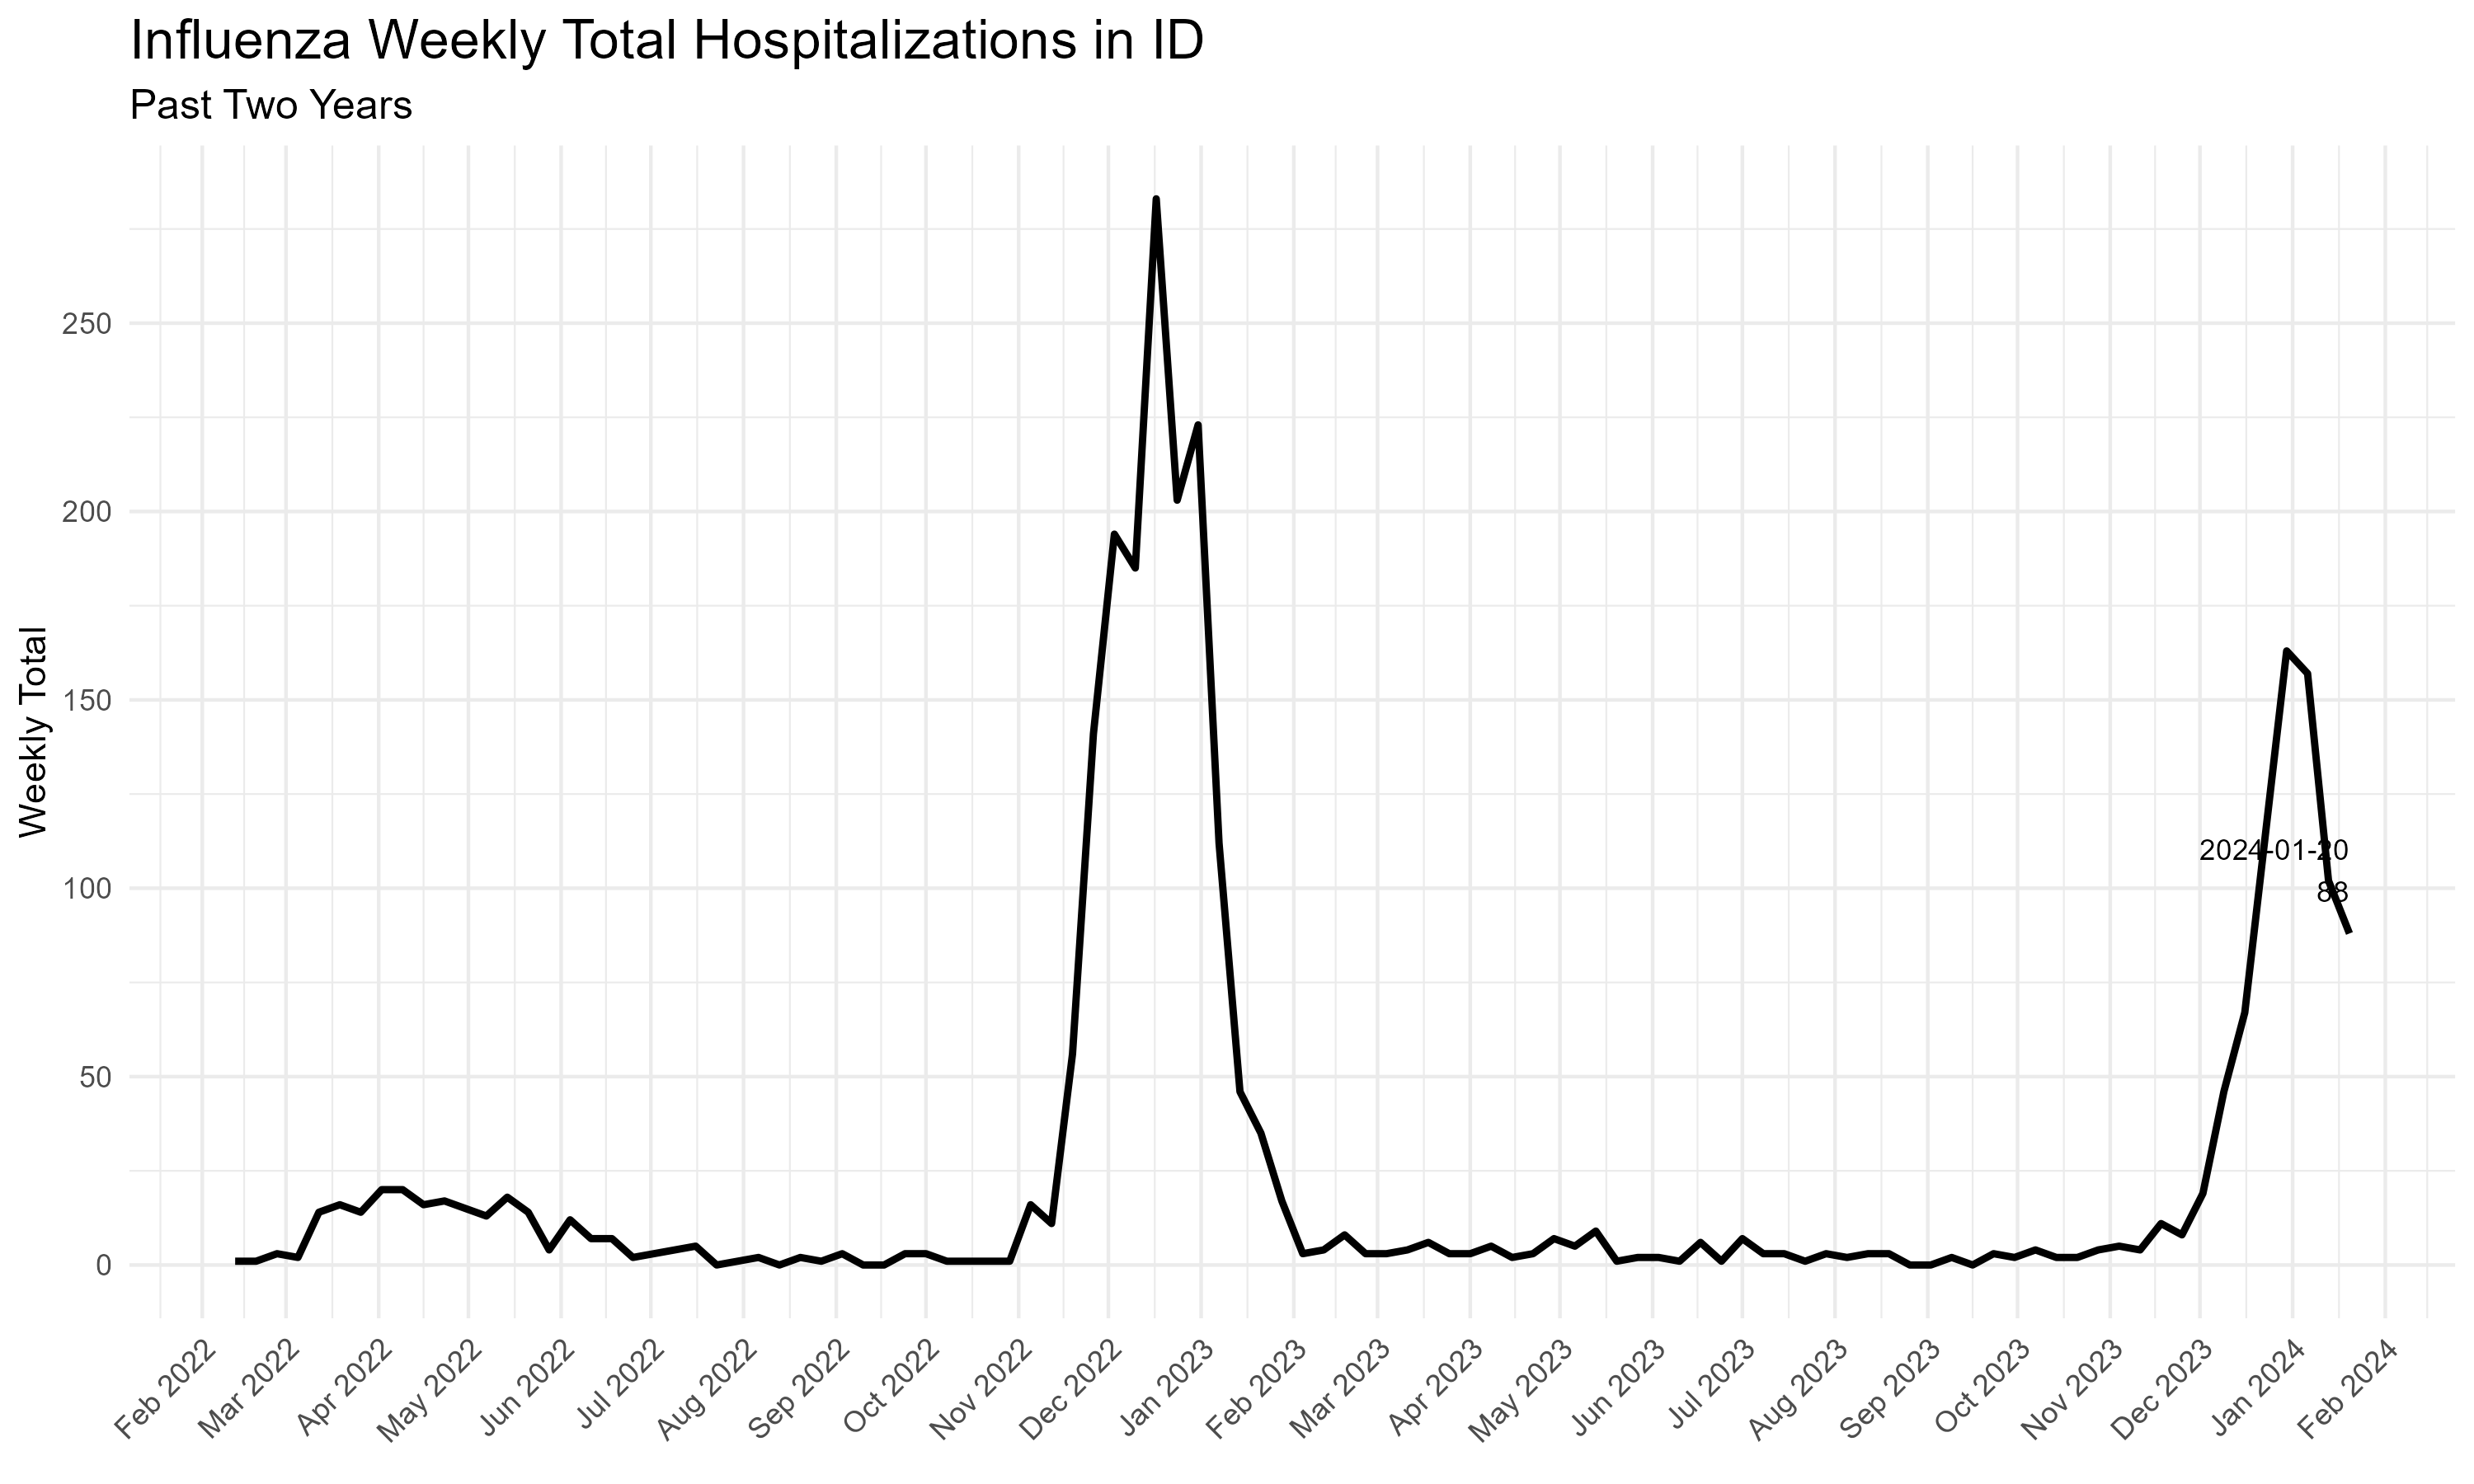 Influenza Weekly Total Hospitalizations in ID
Past Two Years
Weekly Total
250
200
150
100
50
0
2024-01-20
88
Feb 2022
Mar 2022
Apr 2022
May 2022
Jun 2022
Jul 2022
Aug 2022
Sep 2022
Oct 2022
Nov 2022
Dec 2022
Jan 2023
Feb 2023
Mar 2023
Apr 2023
May 2023
Jun 2023
Jul 2023
Aug 2023
Sep 2023
Oct 2023
Nov 2023
Dec 2023
Jan 2024
Feb 2024